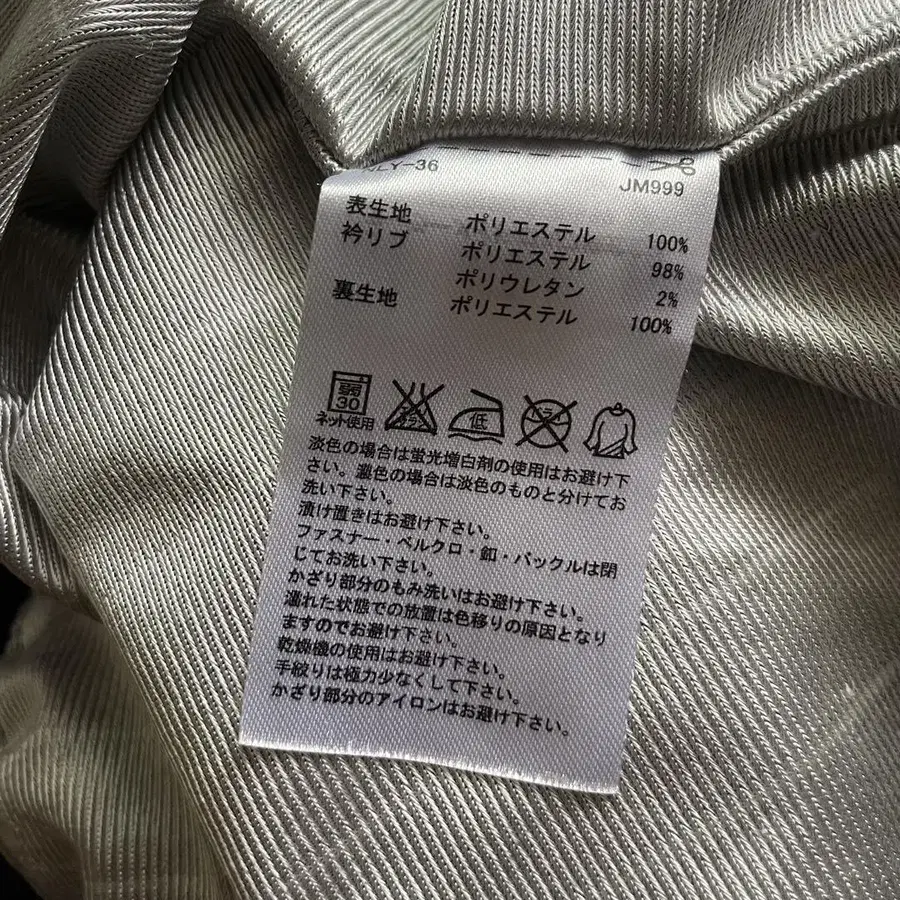 LY-36
JM999
表生地 ポリエステル 100%
衿リブ ポリエステル 98%
ポリウレタン 2%
裏生地 ポリエステル 100%
弱
30
ネット使用
低
淡色の場合は蛍光増白剤の使用はお避け下
さい。濃色の場合は淡色のものと分けてお
洗い下さい。
漬け置きはお避け下さい。
ファスナー・ベルクロ・釦・バックルは閉
じてお洗い下さい。
かざり部分のもみ洗いはお避け下さい。
濡れた状態での放置は色移りの原因となり
ますのでお避け下さい。
乾燥機の使用はお避け下さい。
手絞りは極力少なくして下さい。
かざり部分のアイロンはお避け下さい。